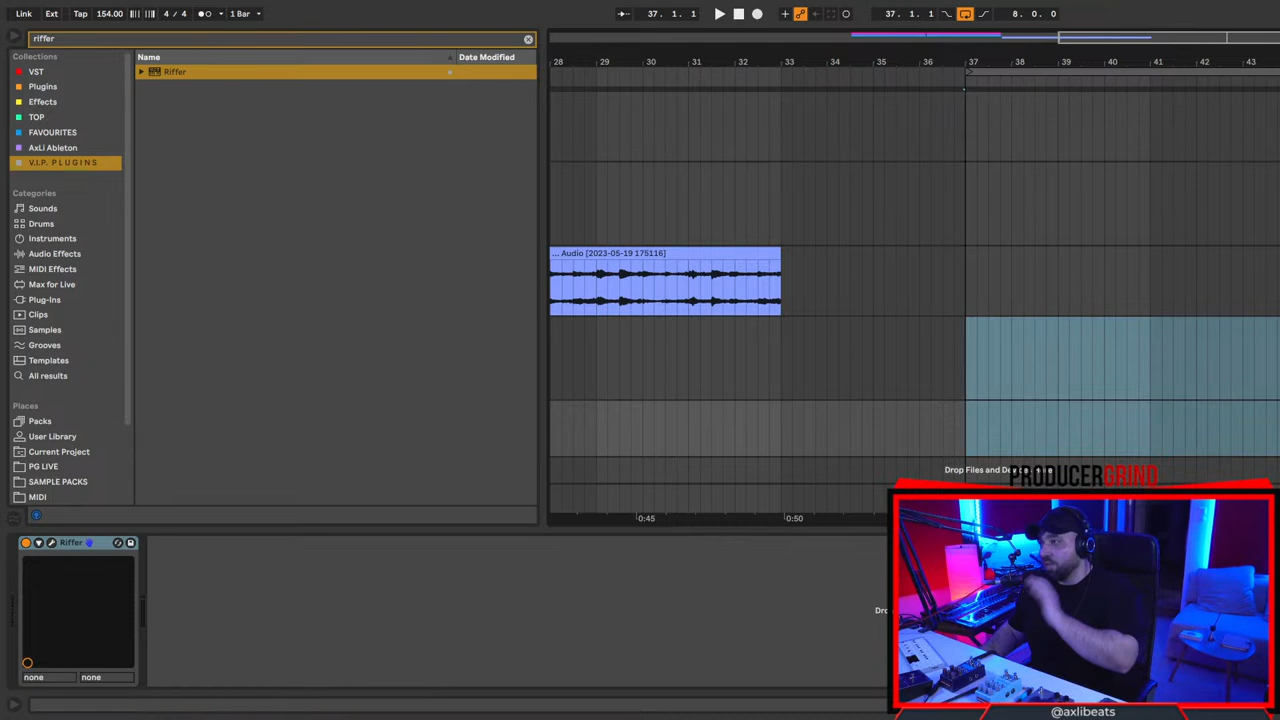 Link Ext Tap 154.00 4 / 4 1 Bar 37. 1. 1 37. 1. 1 8. 0. 0
riffer
Collections
VST
Plugins
Effects
TOP
FAVOURITES
AxLi Ableton
V.I.P. P L U G I N S
Categories
Sounds
Drums
Instruments
Audio Effects
MIDI Effects
Max for Live
Plug-Ins
Clips
Samples
Grooves
Templates
All results
Places
Packs
User Library
Current Project
PG LIVE
SAMPLE PACKS
MIDI
Name Date Modified
Riffer
28 29 30 31 32 33 34 35 36 37 38 39 40 41 42 43
... Audio [2023-05-19 175116]
Drop Files and Devices Here
0:45 0:50
PRODUCERGRIND
Riffer
none none
@axlibeats